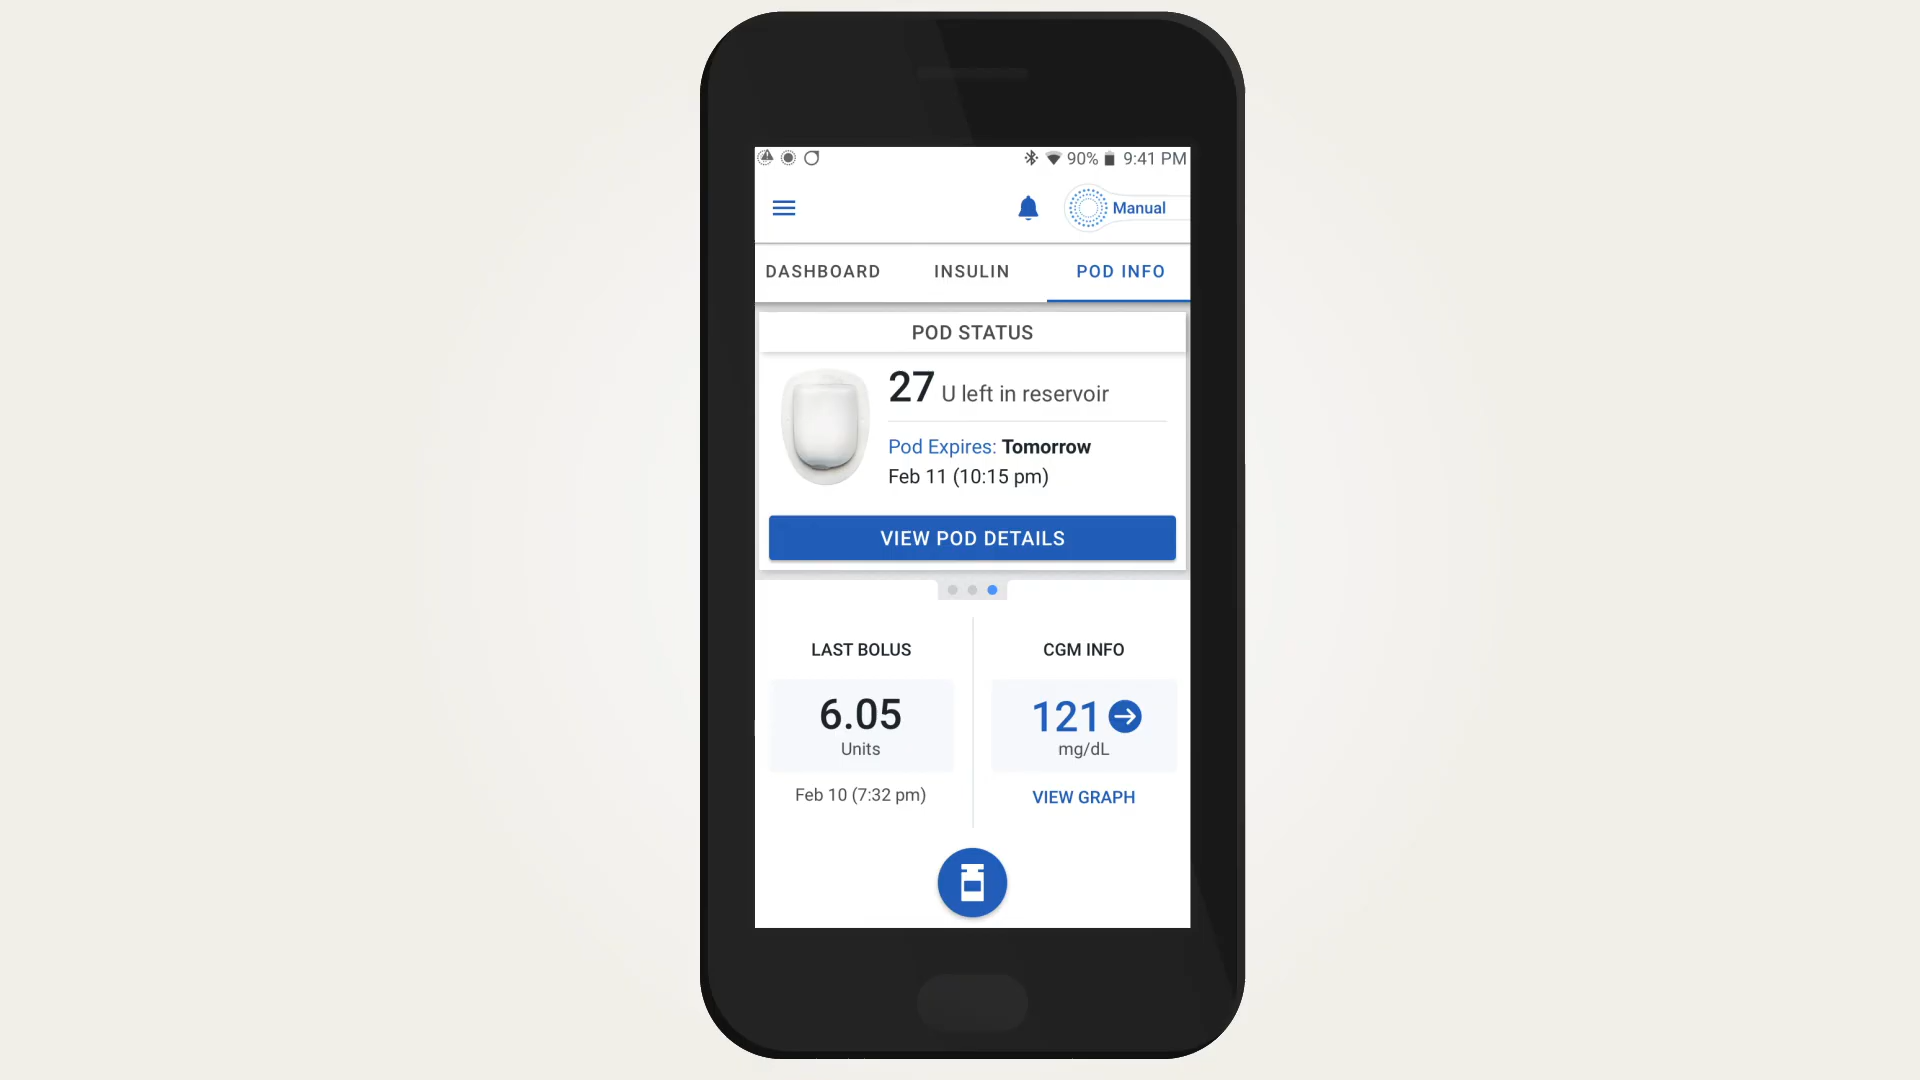 90% 9:41 PM
Manual
DASHBOARD INSULIN POD INFO
POD STATUS
27 U left in reservoir
Pod Expires: Tomorrow
Feb 11 (10:15 pm)
VIEW POD DETAILS
LAST BOLUS
6.05
Units
Feb 10 (7:32 pm)
CGM INFO
121
mg/dL
VIEW GRAPH